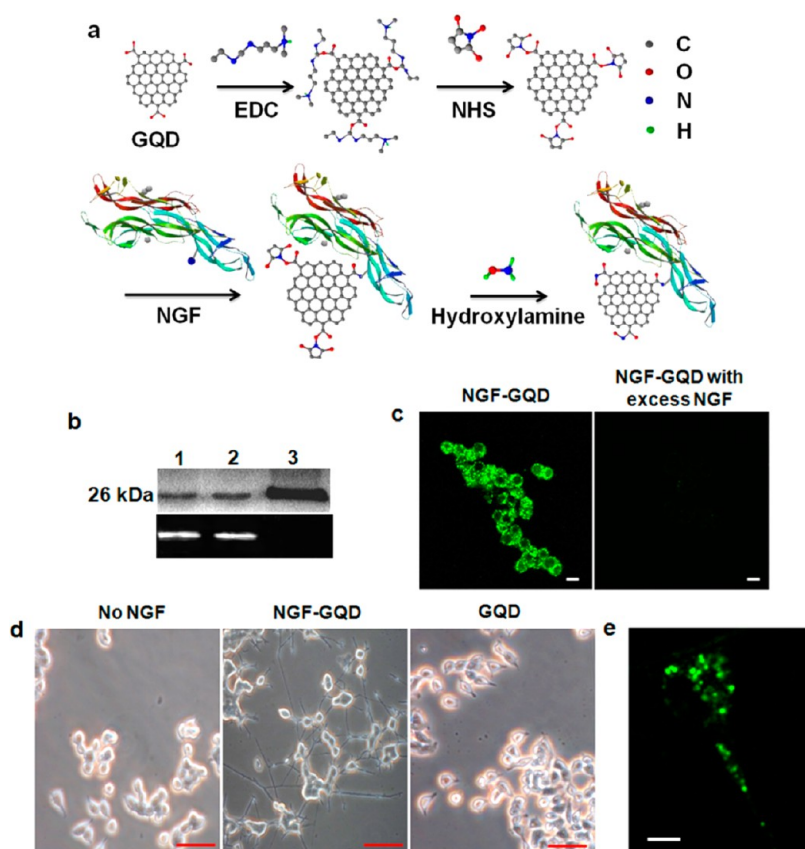 a
EDC
NHS
GQD
C
O
N
H
NGF
Hydroxylamine
b
1 2 3
26 kDa
c
NGF-GQD
NGF-GQD with
excess NGF
d
No NGF
NGF-GQD
GQD
e